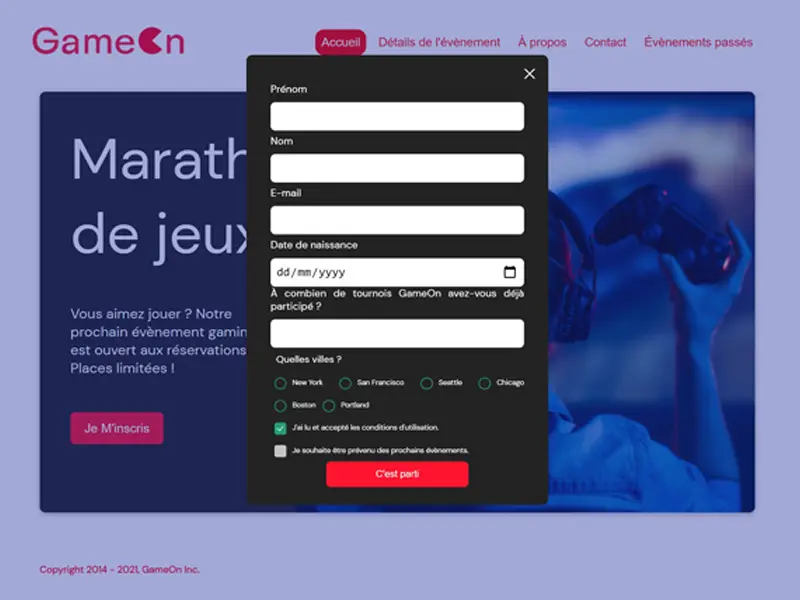 GameOn
Accueil Détails de l'évènement À propos Contact Évènements passés
Marath
de jeux
Vous aimez jouer ? Notre
prochain évènement gamin
est ouvert aux réservations
Places limitées !
Je M'inscris
Prénom
Nom
E-mail
Date de naissance
dd/mm/yyyy
À combien de tournois GameOn avez-vous déjà
participé ?
Quelles villes ?
New York San Francisco Seattle Chicago
Boston Portland
J'ai lu et accepté les conditions d'utilisation.
Je souhaite être prévenu des prochains évènements.
C'est parti
Copyright 2014 - 2021, GameOn Inc.